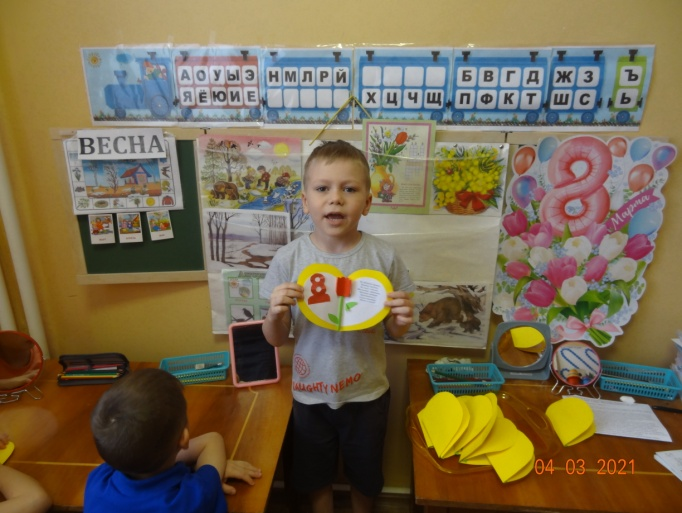 А О У Ы Э
Я Ё Ю И Е
Н М Л Р Й
Х Ц Ч Щ
Б В Г Д
П Ф К Т
Ж З
Ш С
Ъ
Ь
ВЕСНА
8
Марта
8
NAUGHTY NEMO
04 03 2021